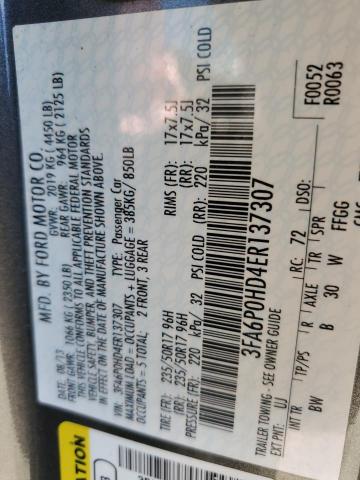 MFD. BY FORD MOTOR CO.
DATE: 08/13 GVWR: 2019 KG ( 4450 LB)
FRONT GAWR: 1066 KG (2350 LB) REAR GAWR: 964 KG ( 2125 LB)
THIS VEHICLE CONFORMS TO ALL APPLICABLE FEDERAL MOTOR
VEHICLE SAFETY, BUMPER, AND THEFT PREVENTION STANDARDS
IN EFFECT ON THE DATE OF MANUFACTURE SHOWN ABOVE.
VIN: 3FA6P0HD4ER137307 TYPE: Passenger Car
MAXIMUM LOAD = OCCUPANTS + LUGGAGE = 385KG/ 850LB
OCCUPANTS = 5 TOTAL: 2 FRONT, 3 REAR
TIRE (FR): 235/50R17 96H RIMS (FR): 17x7.5J
(RR): 235/50R17 96H (RR): 17x7.5J
PRESSURE (FR): 220 kPa/ 32 PSI COLD (RR): 220 kPa/ 32 PSI COLD
3FA6P0HD4ER137307
F0052
R0063
TRAILER TOWING - SEE OWNER GUIDE
EXT PNT: UJ RC: 72 DSO:
INT TR TP/PS R AXLE TR SPR
BW B 30 W FFGG